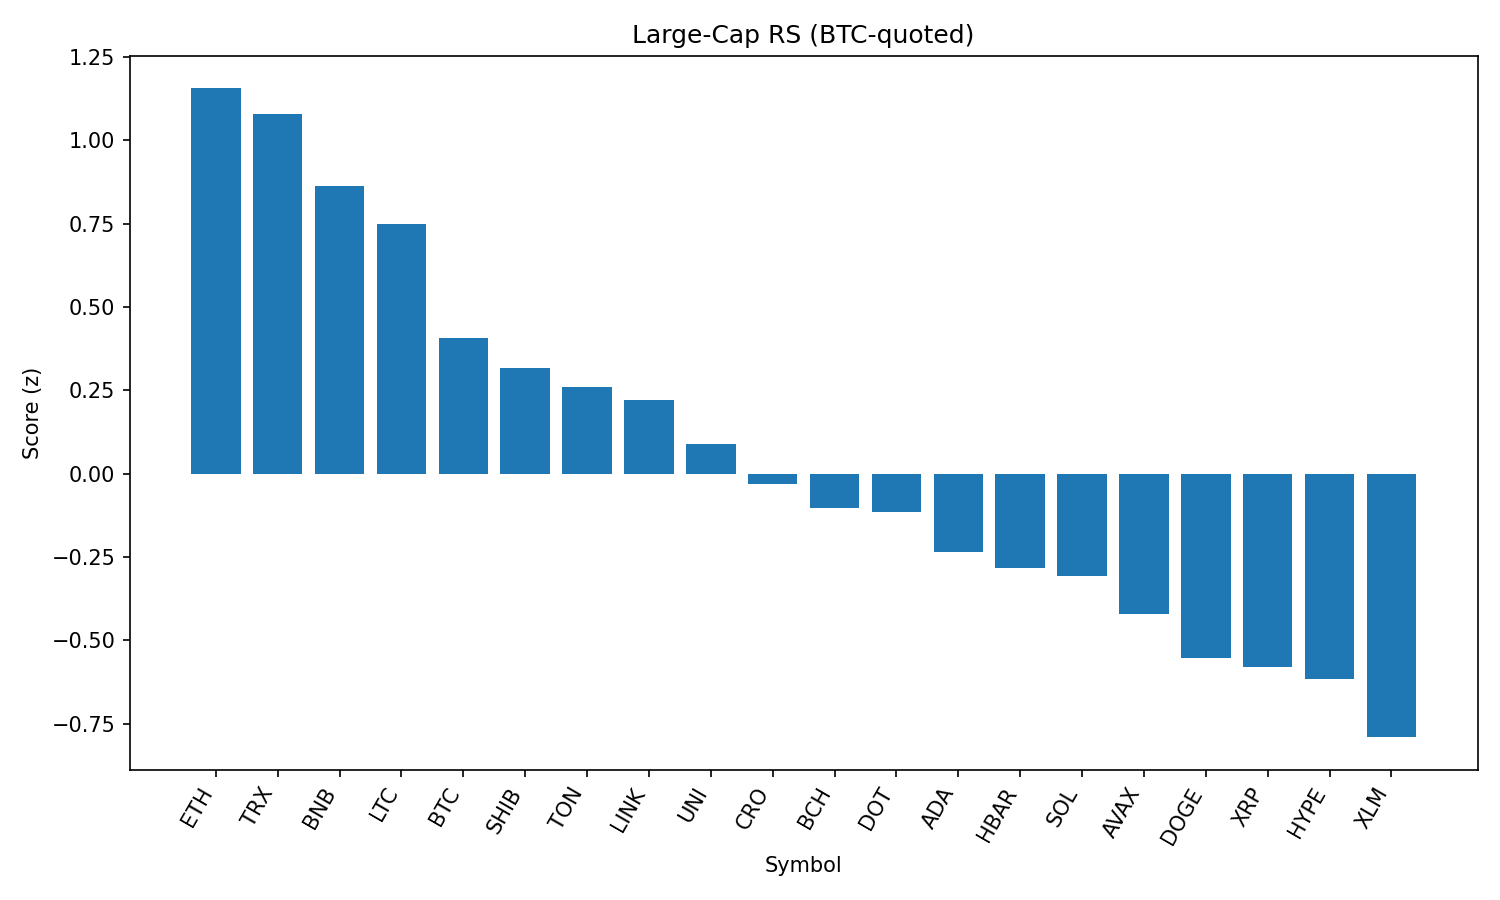 Large-Cap RS (BTC-quoted)
1.25
1.00
0.75
0.50
0.25
0.00
−0.25
−0.50
−0.75
Score (z)
ETH
TRX
BNB
LTC
BTC
SHIB
TON
LINK
UNI
CRO
BCH
DOT
ADA
HBAR
SOL
AVAX
DOGE
XRP
HYPE
XLM
Symbol